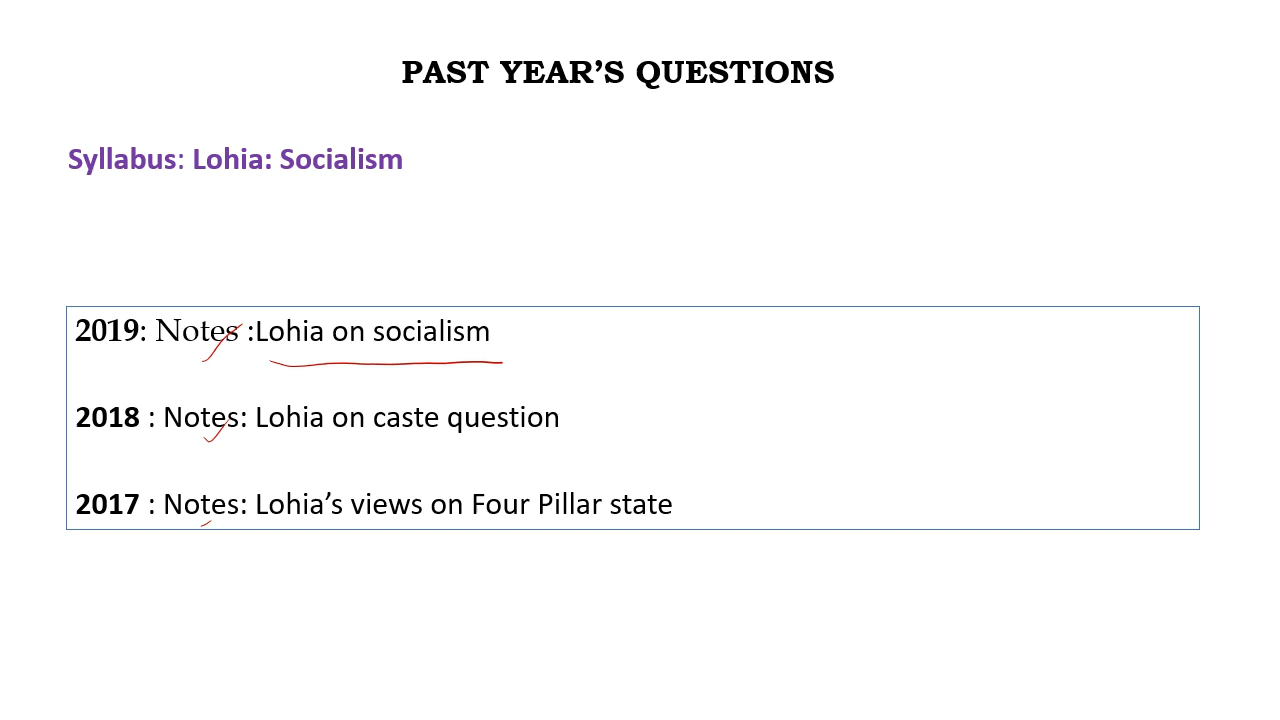 PAST YEAR’S QUESTIONS
Syllabus: Lohia: Socialism
2019: Notes :Lohia on socialism
2018 : Notes: Lohia on caste question
2017 : Notes: Lohia’s views on Four Pillar state